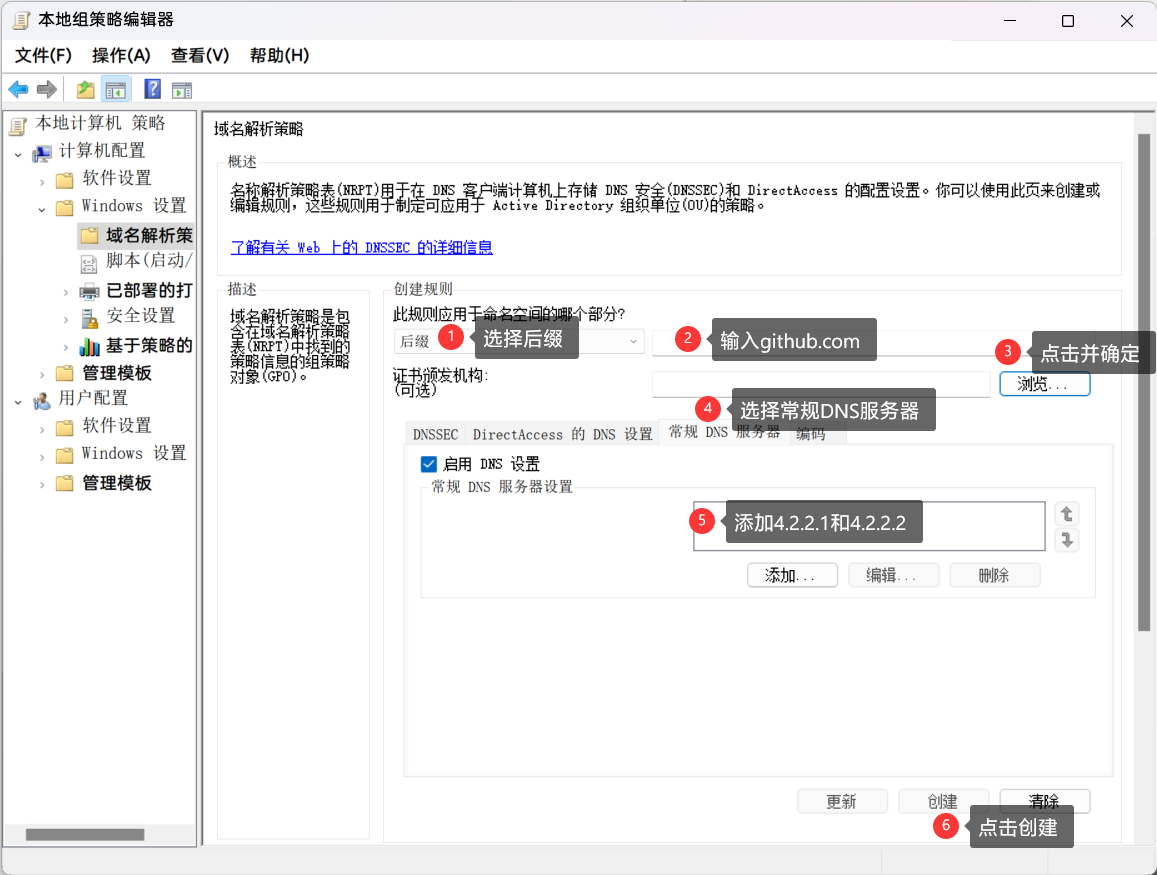 本地组策略编辑器
文件(F) 操作(A) 查看(V) 帮助(H)
本地计算机 策略
计算机配置
软件设置
Windows 设置
域名解析策
脚本(启动/
已部署的打
安全设置
基于策略的
管理模板
用户配置
软件设置
Windows 设置
管理模板
域名解析策略
概述
名称解析策略表(NRPT)用于在 DNS 客户端计算机上存储 DNS 安全(DNSSEC)和 DirectAccess 的配置设置。你可以使用此页来创建或
编辑规则，这些规则用于制定可应用于 Active Directory 组织单位(OU)的策略。
了解有关 Web 上的 DNSSEC 的详细信息
描述
域名解析策略是包
含在域名解析策略
表(NRPT)中找到的
策略信息的组策略
对象(GPO)。
创建规则
此规则应用于命名空间的哪个部分?
后缀
1 选择后缀
2 输入github.com
3 点击并确定
证书颁发机构:
(可选)
浏览...
4 选择常规DNS服务器
DNSSEC DirectAccess 的 DNS 设置 常规 DNS 服务器 编码
启用 DNS 设置
常规 DNS 服务器设置
5 添加4.2.2.1和4.2.2.2
添加... 编辑... 删除
更新 创建 清除
6 点击创建